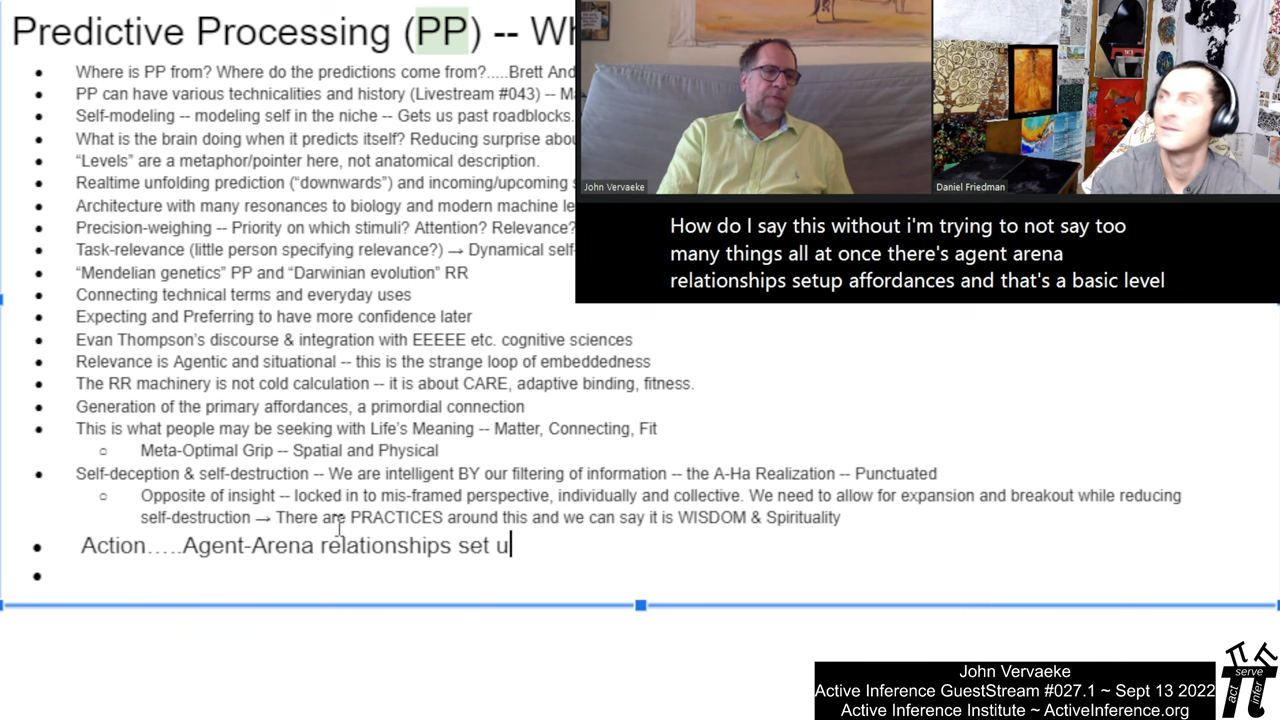 Predictive Processing (PP) -- Wh
● Where is PP from? Where do the predictions come from?.....Brett And
● PP can have various technicalities and history (Livestream #043) -- Ma
● Self-modeling -- modeling self in the niche -- Gets us past roadblocks.
● What is the brain doing when it predicts itself? Reducing surprise abou
● “Levels” are a metaphor/pointer here, not anatomical description.
● Realtime unfolding prediction (“downwards”) and incoming/upcoming s
● Architecture with many resonances to biology and modern machine le
● Precision-weighing -- Priority on which stimuli? Attention? Relevance?
● Task-relevance (little person specifying relevance?) → Dynamical self-
● “Mendelian genetics” PP and “Darwinian evolution” RR
● Connecting technical terms and everyday uses
● Expecting and Preferring to have more confidence later
● Evan Thompson’s discourse & integration with EEEEE etc. cognitive sciences
● Relevance is Agentic and situational -- this is the strange loop of embeddedness
● The RR machinery is not cold calculation -- it is about CARE, adaptive binding, fitness.
● Generation of the primary affordances, a primordial connection
● This is what people may be seeking with Life’s Meaning -- Matter, Connecting, Fit
○ Meta-Optimal Grip -- Spatial and Physical
● Self-deception & self-destruction -- We are intelligent BY our filtering of information -- the A-Ha Realization -- Punctuated
○ Opposite of insight -- locked in to mis-framed perspective, individually and collective. We need to allow for expansion and breakout while reducing
self-destruction → There are PRACTICES around this and we can say it is WISDOM & Spirituality
● Action…..Agent-Arena relationships set u
John Vervaeke
Daniel Friedman
How do I say this without i'm trying to not say too
many things all at once there's agent arena
relationships setup affordances and that's a basic level
John Vervaeke
Active Inference GuestStream #027.1 ~ Sept 13 2022
Active Inference Institute ~ ActiveInference.org
serve
act
infer